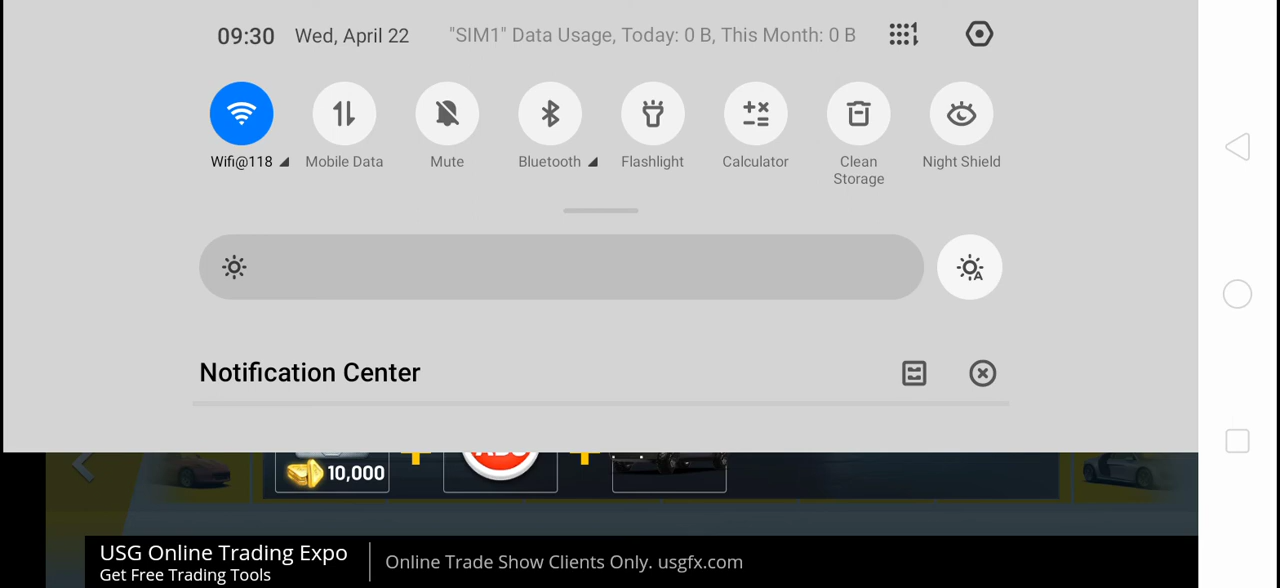 09:30 Wed, April 22 "SIM1" Data Usage, Today: 0 B, This Month: 0 B
Wifi@118 Mobile Data Mute Bluetooth Flashlight Calculator Clean Storage Night Shield
Notification Center
10,000
USG Online Trading Expo
Get Free Trading Tools
Online Trade Show Clients Only. usgfx.com